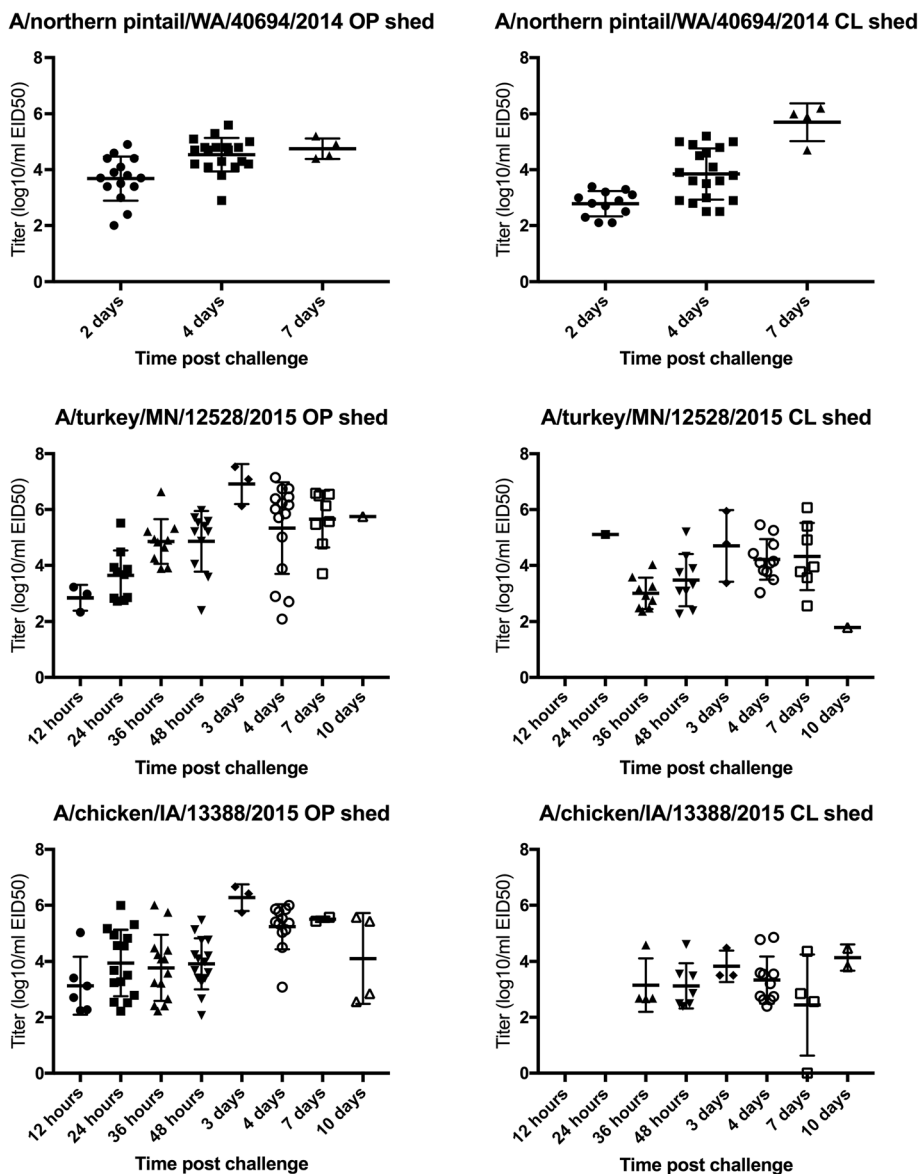 A/northern pintail/WA/40694/2014 OP shed
8
6
4
2
0
Titer (log10/ml EID50)
2 days
4 days
7 days
Time post challenge
A/northern pintail/WA/40694/2014 CL shed
8
6
4
2
0
Titer (log10/ml EID50)
2 days
4 days
7 days
Time post challenge
A/turkey/MN/12528/2015 OP shed
8
6
4
2
0
Titer (log10/ml EID50)
12 hours
24 hours
36 hours
48 hours
3 days
4 days
7 days
10 days
Time post challenge
A/turkey/MN/12528/2015 CL shed
8
6
4
2
0
Titer (log10/ml EID50)
12 hours
24 hours
36 hours
48 hours
3 days
4 days
7 days
10 days
Time post challenge
A/chicken/IA/13388/2015 OP shed
8
6
4
2
0
Titer (log10/ml EID50)
12 hours
24 hours
36 hours
48 hours
3 days
4 days
7 days
10 days
Time post challenge
A/chicken/IA/13388/2015 CL shed
8
6
4
2
0
Titer (log10/ml EID50)
12 hours
24 hours
36 hours
48 hours
3 days
4 days
7 days
10 days
Time post challenge